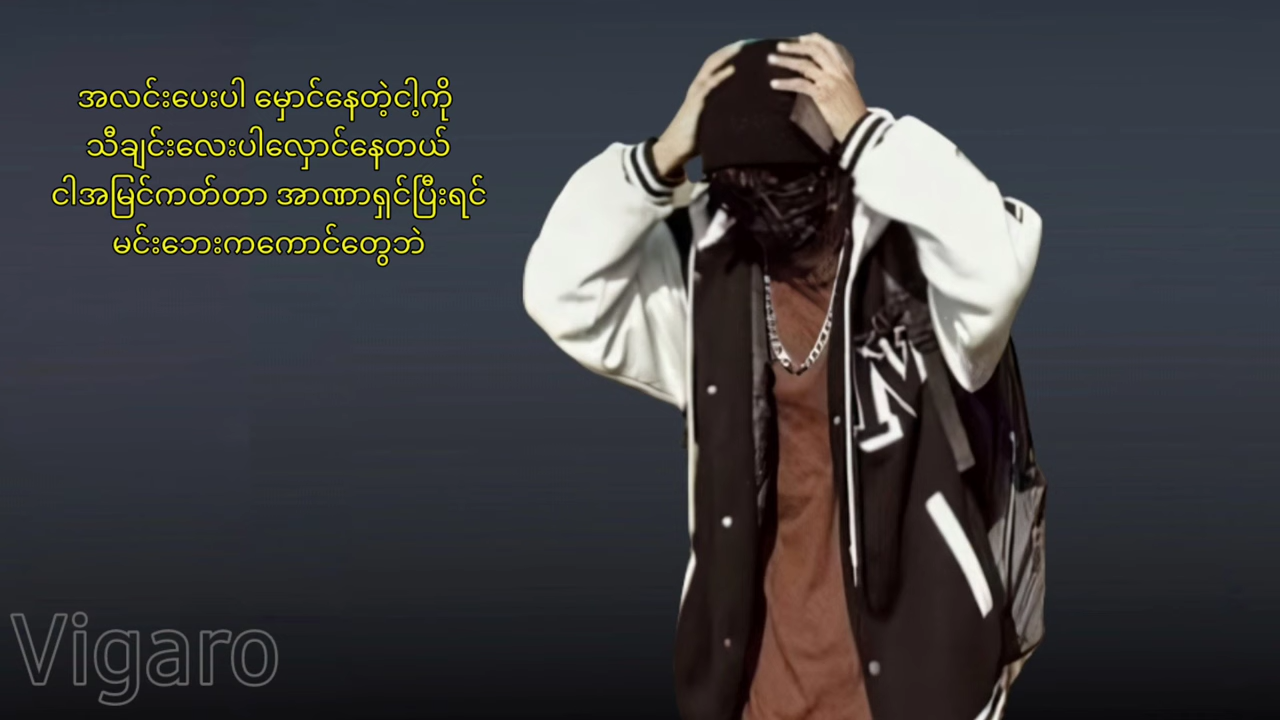 အလင်းပေးပါ မှောင်နေတဲ့ငါ့ကို
သီချင်းလေးပါလှောင်နေတယ်
ငါအမြင်ကတ်တာ အာဏာရှင်ပြီးရင်
မင်းဘေးကကောင်တွေဘဲ
M
Vigaro